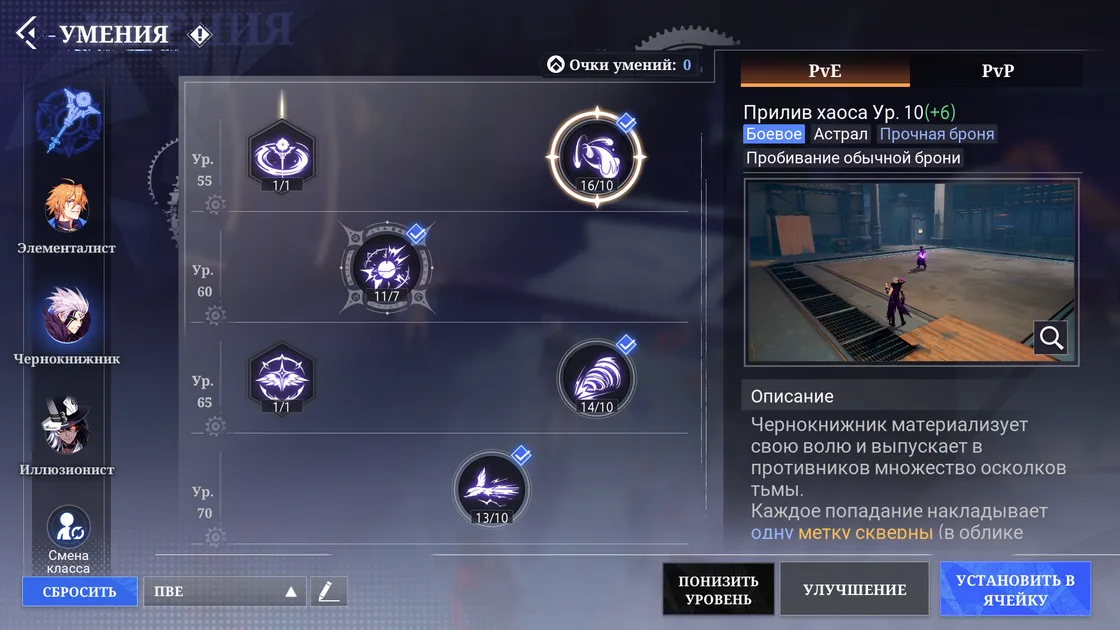 УМЕНИЯ
Очки умений: 0
Элементалист
Чернокнижник
Иллюзионист
Смена
класса
СБРОСИТЬ
ПВЕ
Ур.
55
1/1
16/10
Ур.
60
11/7
Ур.
65
1/1
14/10
Ур.
70
13/10
PvE
PvP
Прилив хаоса Ур. 10(+6)
Боевое Астрал Прочная броня
Пробивание обычной брони
Описание
Чернокнижник материализует
свою волю и выпускает в
противников множество осколков
тьмы.
Каждое попадание накладывает
одну метку скверны (в облике
ПОНИЗИТЬ
УРОВЕНЬ
УЛУЧШЕНИЕ
УСТАНОВИТЬ В
ЯЧЕЙКУ